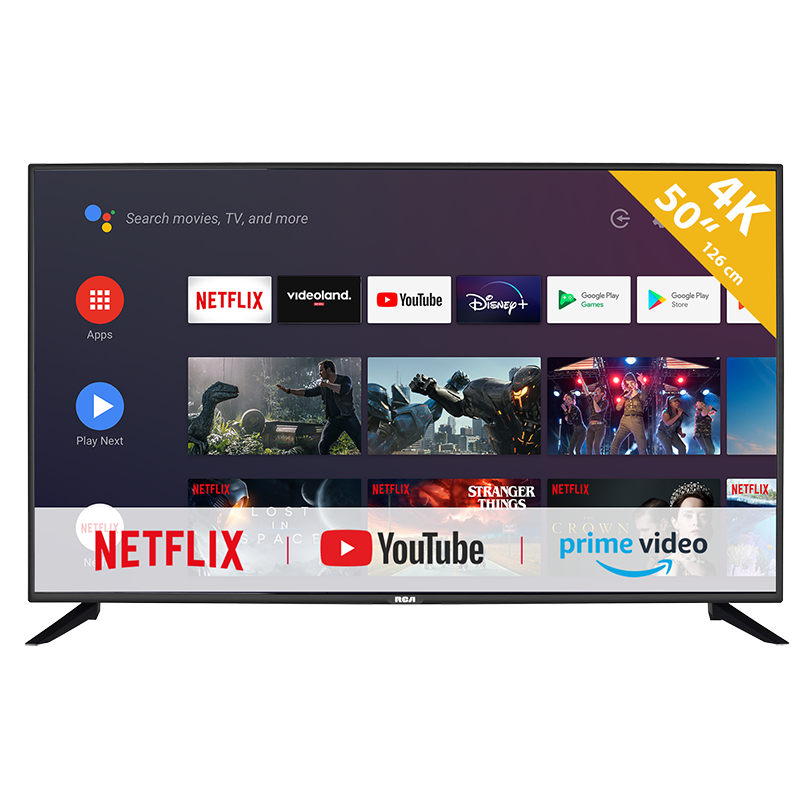 4K
50“
126 cm
Search movies, TV, and more
Apps
NETFLIX
videoland.
YouTube
Disney+
Google Play
Games
Google Play
Store
Play Next
NETFLIX
LOST
IN
SPACE
NETFLIX
STRANGER
THINGS
NETFLIX
CROWN
NETFLIX
NETFLIX
NETFLIX
YouTube
prime video
RCA